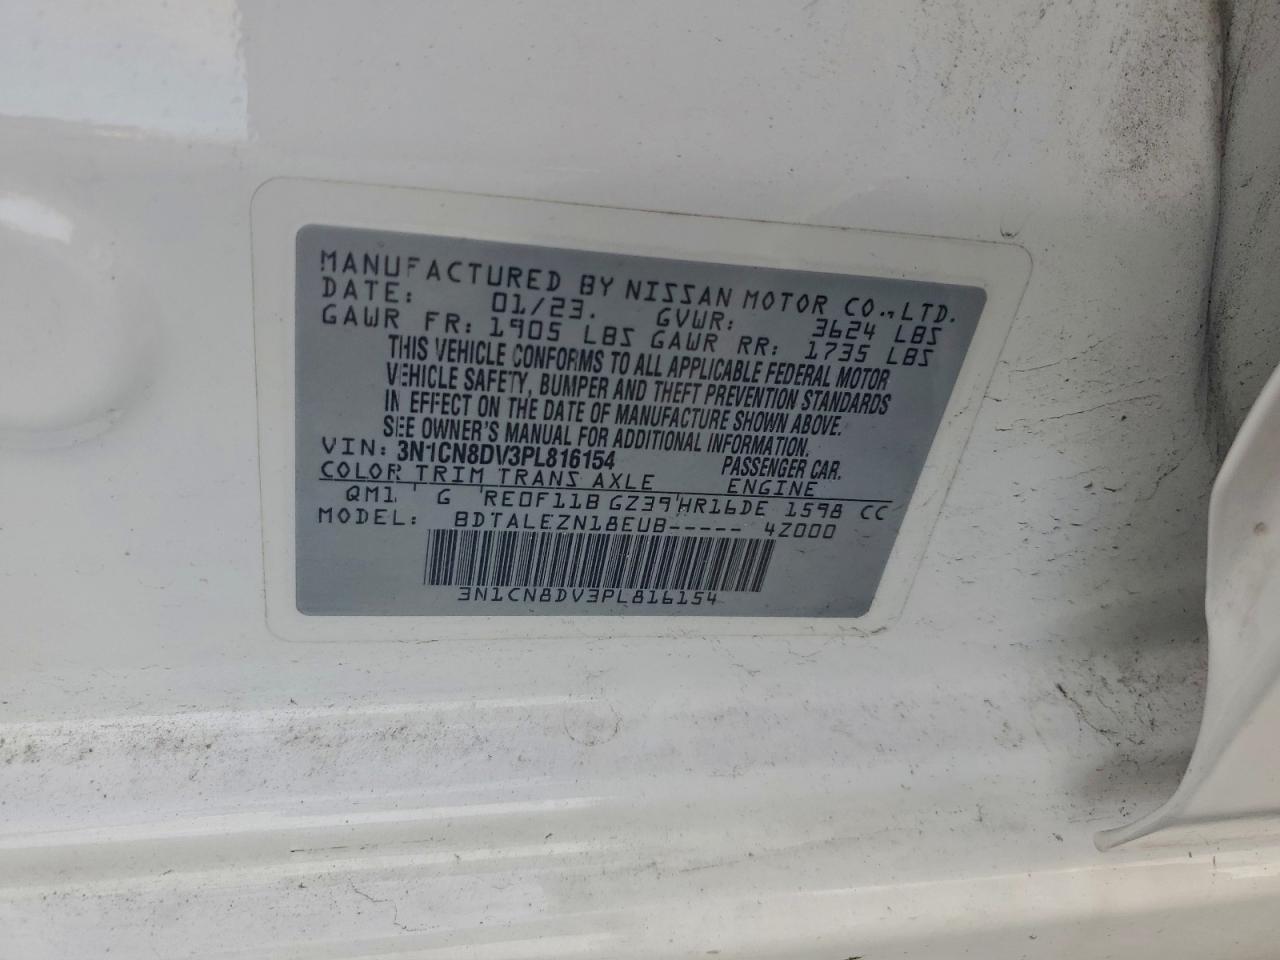 MANUFACTURED BY NISSAN MOTOR CO., LTD.
DATE: 01/23. GVWR: 3624 LBS
GAWR FR: 1905 LBS GAWR RR: 1735 LBS
THIS VEHICLE CONFORMS TO ALL APPLICABLE FEDERAL MOTOR
VEHICLE SAFETY, BUMPER AND THEFT PREVENTION STANDARDS
IN EFFECT ON THE DATE OF MANUFACTURE SHOWN ABOVE.
SEE OWNER'S MANUAL FOR ADDITIONAL INFORMATION.
VIN: 3N1CN8DV3PL816154 PASSENGER CAR.
COLOR TRIM TRANS AXLE ENGINE
QM1 G RE0F11B GZ39 HR16DE 1598 CC
MODEL: BDTALEZN18EUB----- 4Z000
3N1CN8DV3PL816154